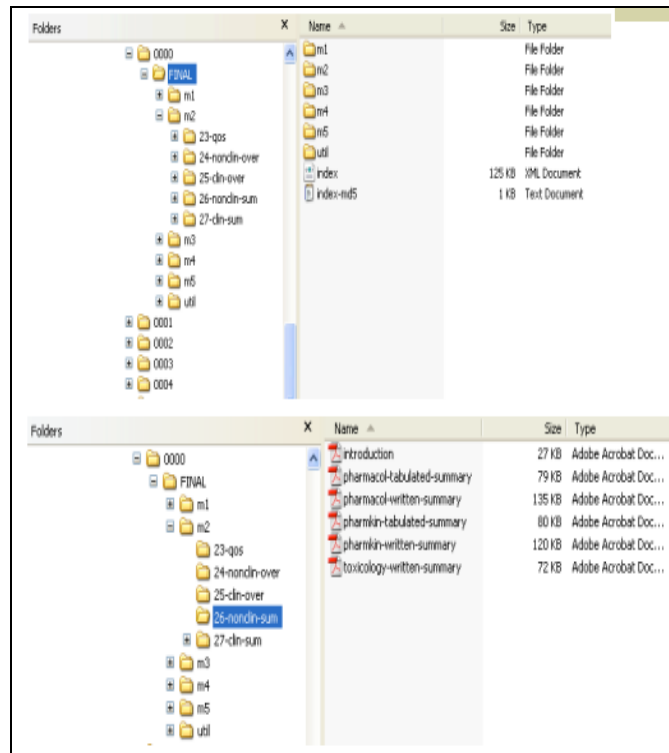 Folders X Name Size Type
0000
FINAL
m1
m2
23-qos
24-nonclin-over
25-clin-over
26-nonclin-sum
27-clin-sum
m3
m4
m5
util
0001
0002
0003
0004
m1 File Folder
m2 File Folder
m3 File Folder
m4 File Folder
m5 File Folder
util File Folder
index 125 KB XML Document
index-md5 1 KB Text Document
Folders X Name Size Type
0000
FINAL
m1
m2
23-qos
24-nonclin-over
25-clin-over
26-nonclin-sum
27-clin-sum
m3
m4
m5
util
introduction 27 KB Adobe Acrobat Doc...
pharmacol-tabulated-summary 79 KB Adobe Acrobat Doc...
pharmacol-written-summary 135 KB Adobe Acrobat Doc...
pharmkin-tabulated-summary 80 KB Adobe Acrobat Doc...
pharmkin-written-summary 120 KB Adobe Acrobat Doc...
toxicology-written-summary 72 KB Adobe Acrobat Doc...